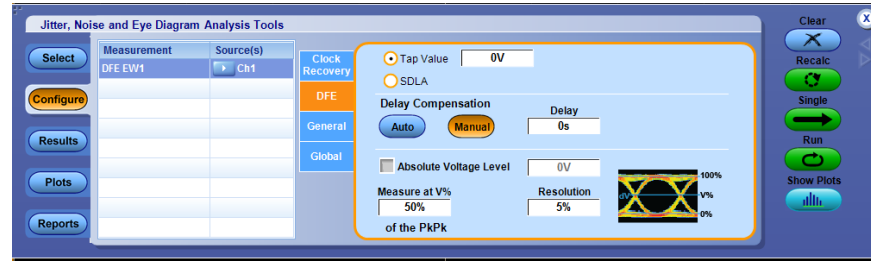 Jitter, Noise and Eye Diagram Analysis Tools
Clear
X
Select
Measurement Source(s)
DFE EW1 Ch1
Configure
Results
Plots
Reports
Clock
Recovery
DFE
General
Global
Tap Value 0V
SDLA
Delay Compensation
Auto Manual
Delay
0s
Absolute Voltage Level 0V
Measure at V%
50%
of the PkPk
Resolution
5%
100%
dV V%
0%
Recalc
Single
Run
Show Plots